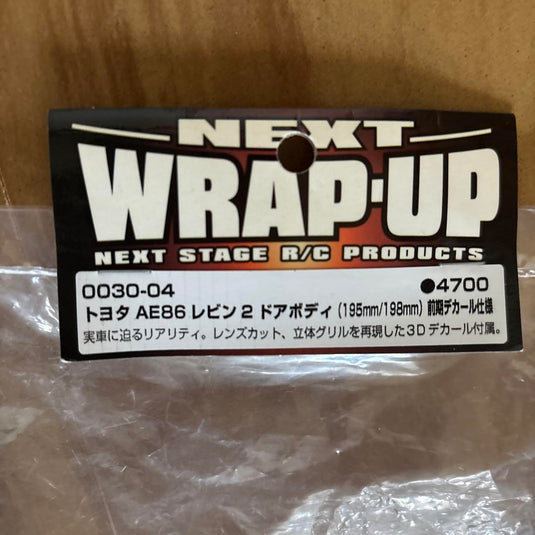 NEXT
WRAP-UP
NEXT STAGE R/C PRODUCTS
0030-04 ●4700
トヨタ AE86 レビン 2 ドアボディ (195mm/198mm) 前期デカール仕様
実車に迫るリアリティ。レンズカット、立体グリルを再現した3Dデカール付属。